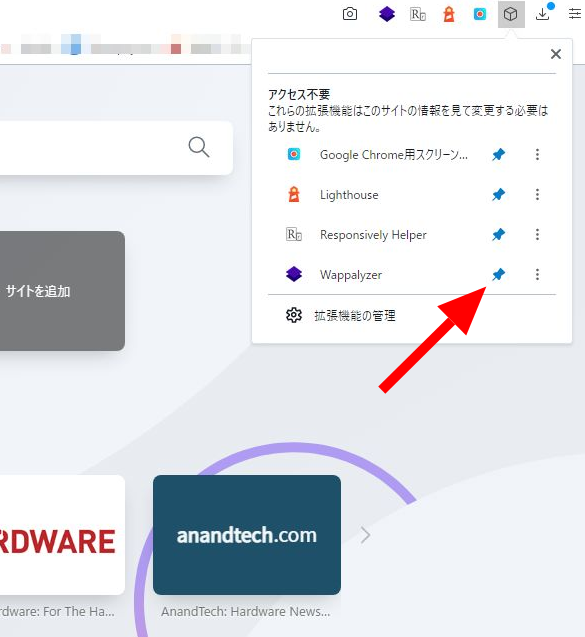 アクセス不要
これらの拡張機能はこのサイトの情報を見て変更する必要は
ありません。
Google Chrome用スクリーン...
Lighthouse
Responsively Helper
Wappalyzer
拡張機能の管理
サイトを追加
RDWARE
anandtech.com
rdware: For The Ha...
AnandTech: Hardware News...